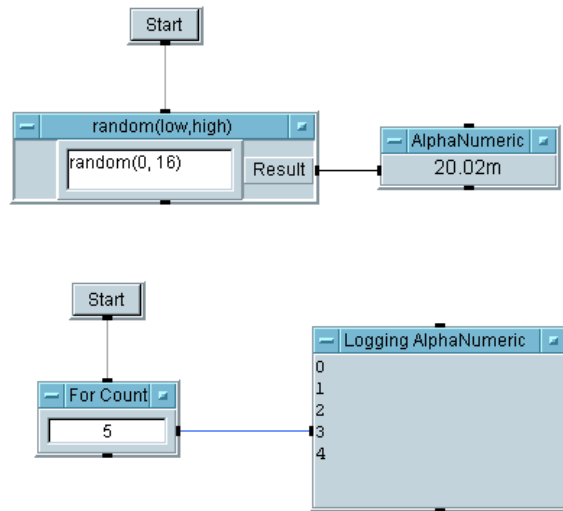 Start
random(low,high)
random(0, 16)
Result
AlphaNumeric
20.02m
Start
For Count
5
Logging AlphaNumeric
0
1
2
3
4